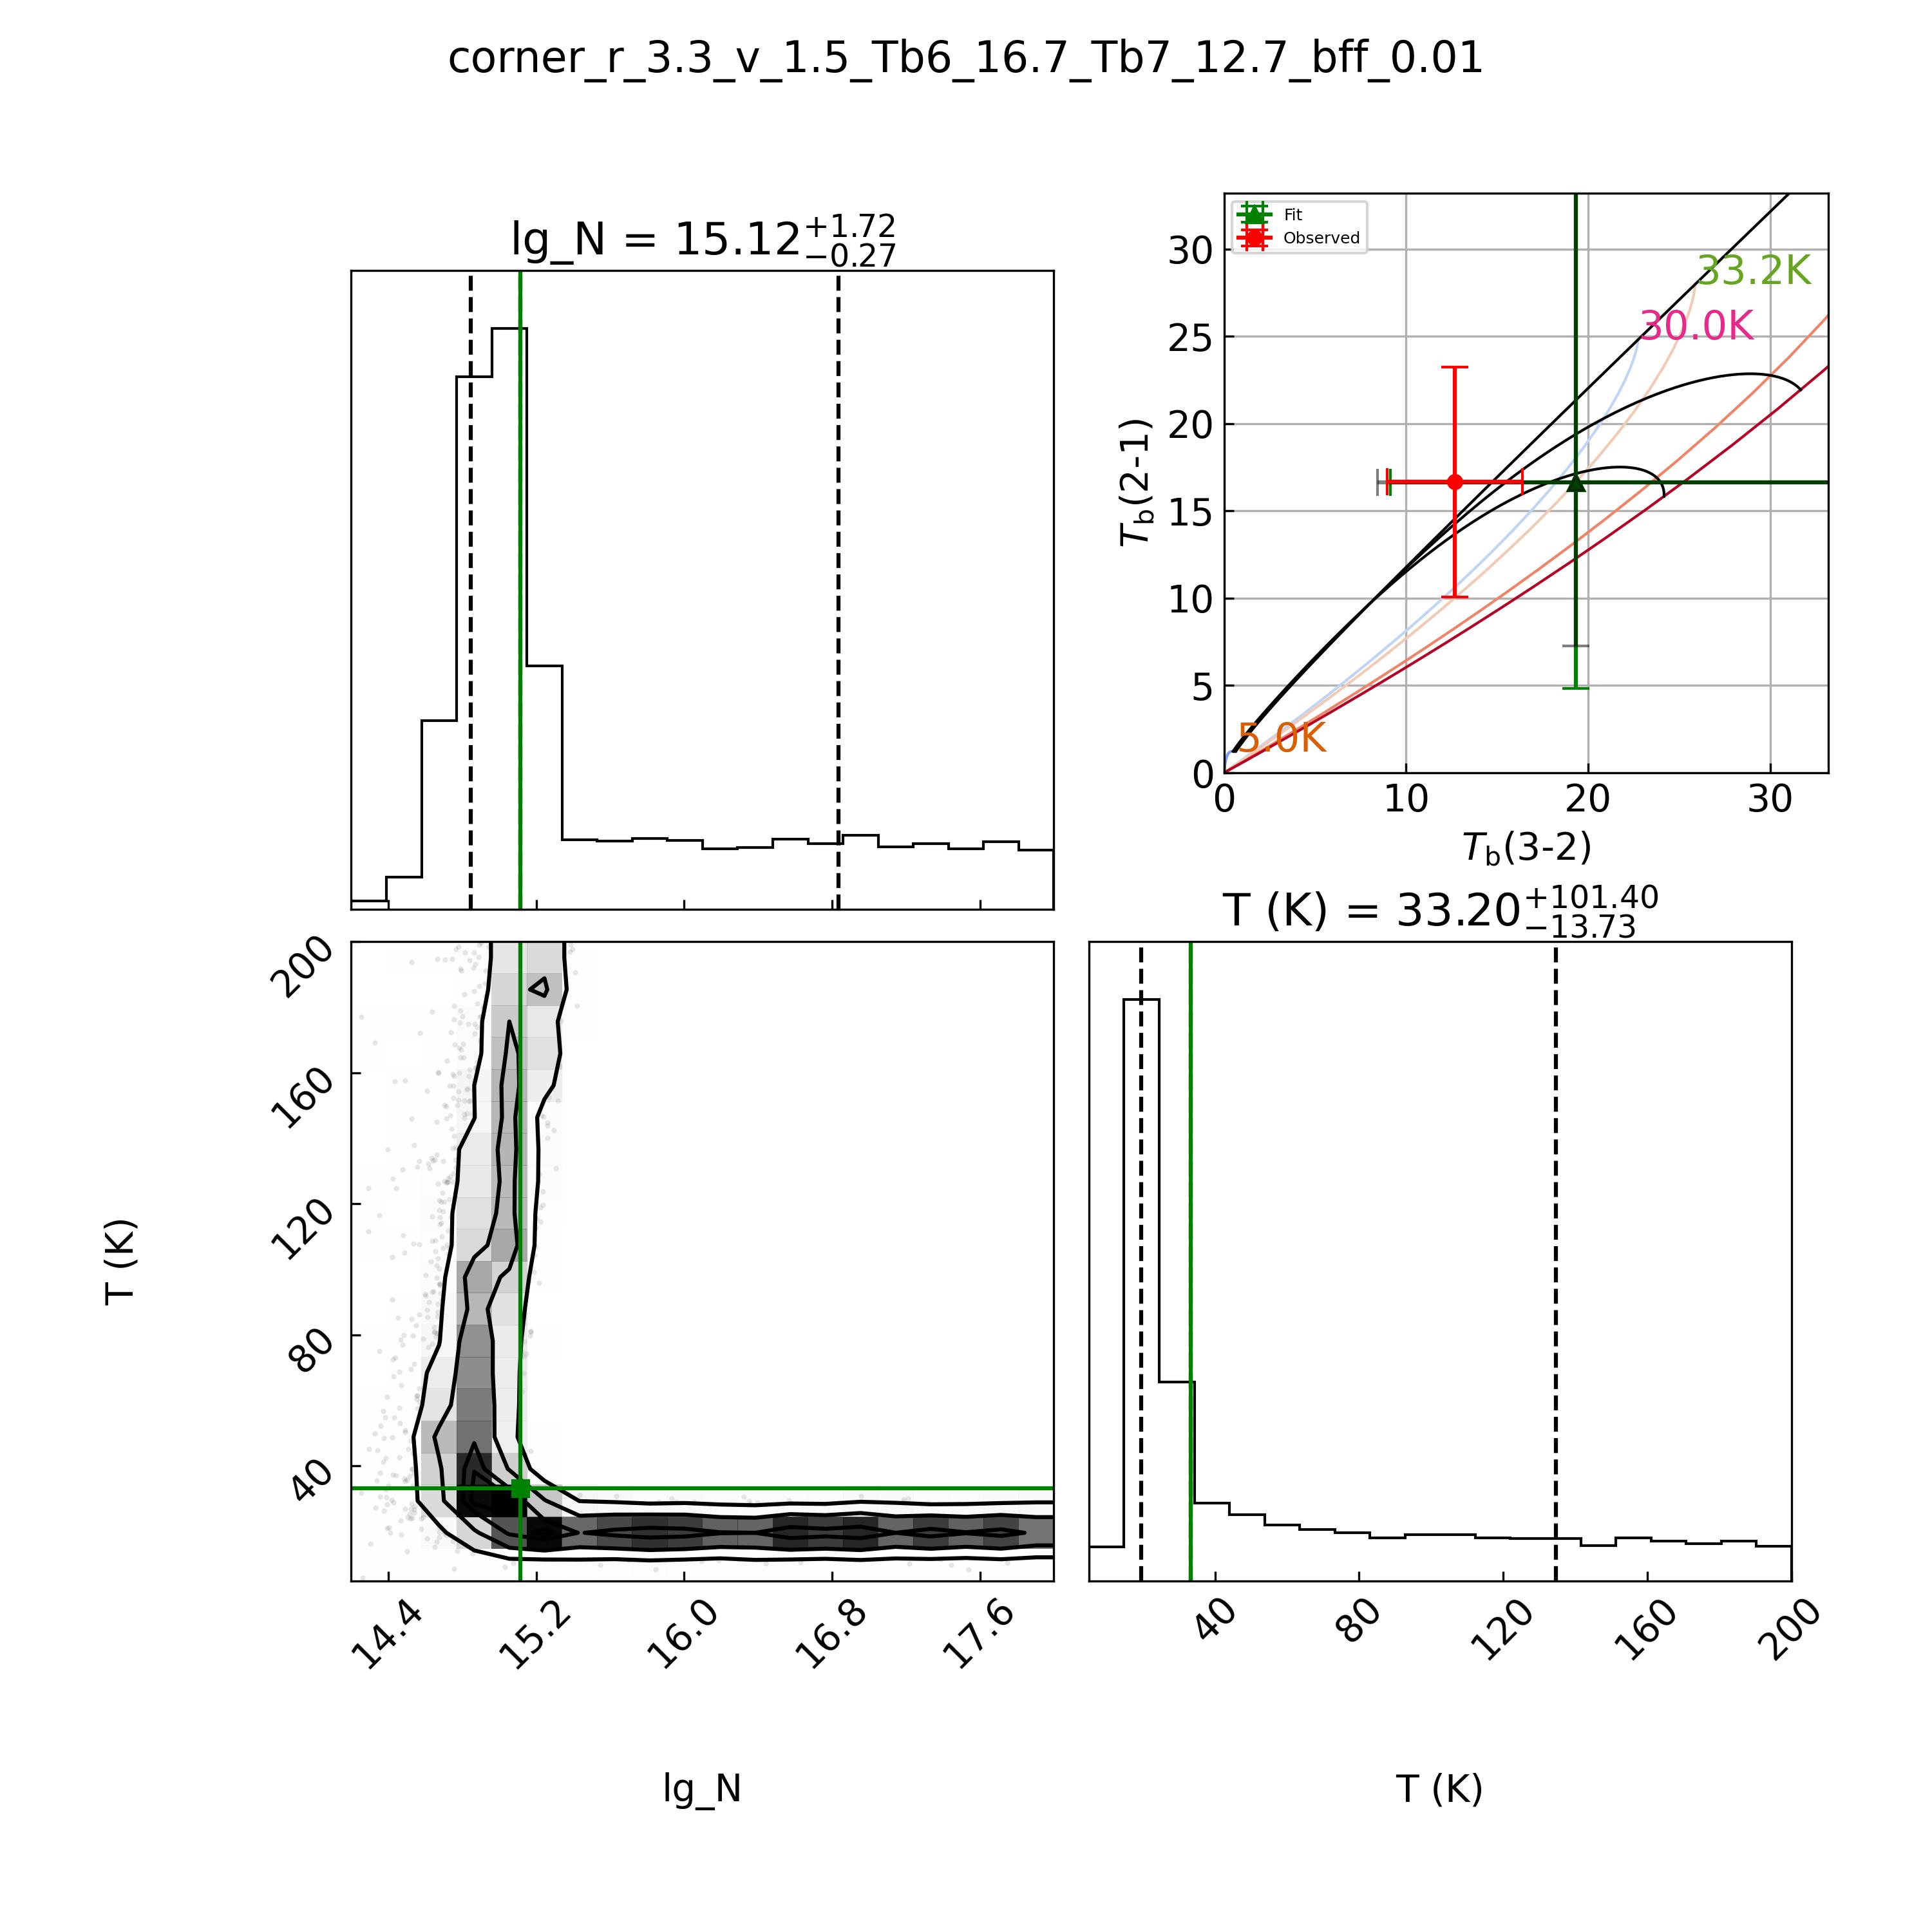 corner_r_3.3_v_1.5_Tb6_16.7_Tb7_12.7_bff_0.01
lg_N = 15.12+1.72−0.27
Fit
Observed
33.2K
30.0K
5.0K
30
25
20
15
10
5
0
Tb(2-1)
0 10 20 30
Tb(3-2)
T (K) = 33.20+101.40−13.73
200
160
120
80
40
T (K)
14.4 15.2 16.0 16.8 17.6
lg_N
40 80 120 160 200
T (K)